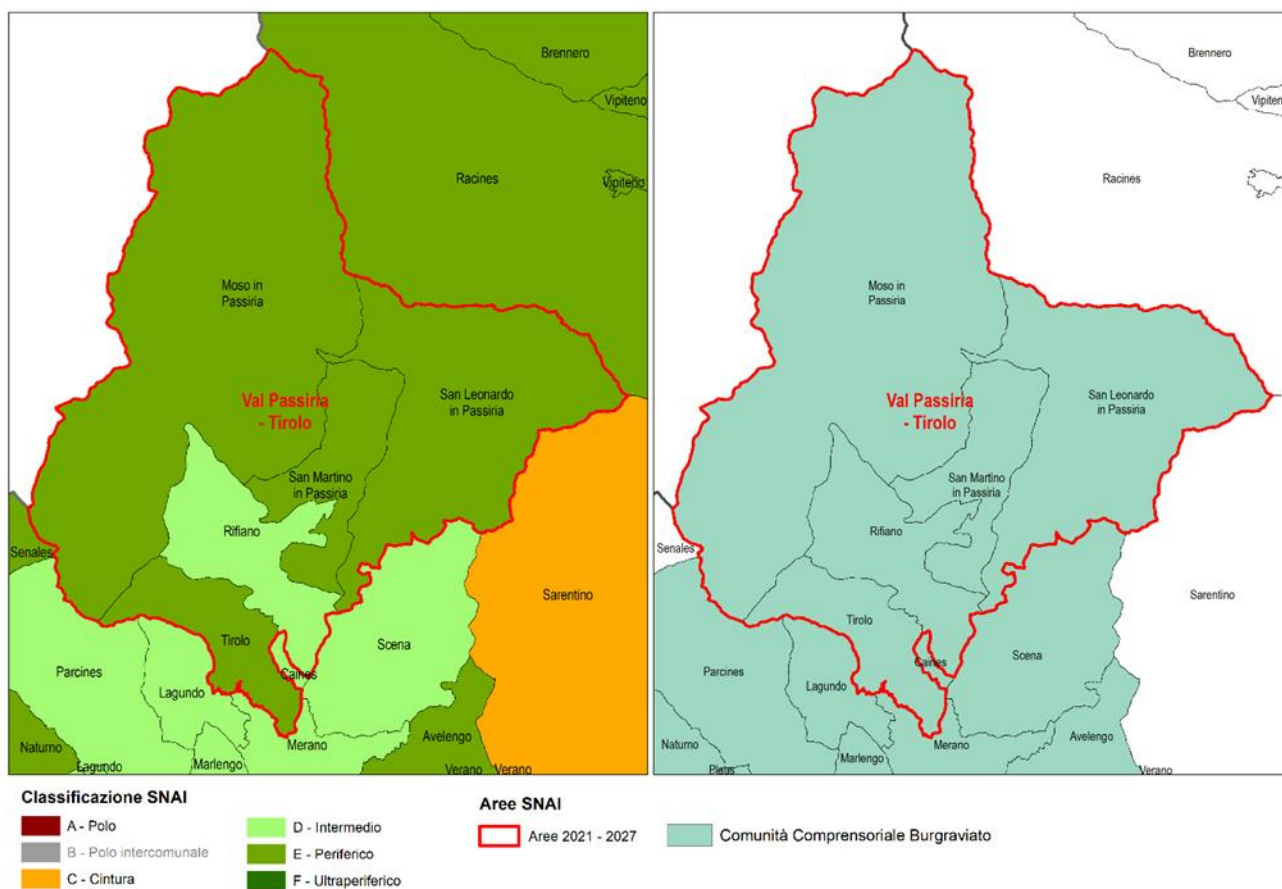 Brennero
Vipiteno
Racines
Vipiteno
Moso in
Passiria
San Leonardo
in Passiria
Val Passiria
- Tirolo
San Martino
in Passiria
Rifiano
Senales
Sarentino
Tirolo
Scena
Parcines
Caines
Lagundo
Avelengo
Merano
Naturno
Marlengo
Lagundo
Verano
Verano
Brennero
Vipiteno
Racines
Moso in
Passiria
San Leonardo
in Passiria
Val Passiria
- Tirolo
San Martino
in Passiria
Rifiano
Senales
Sarentino
Tirolo
Scena
Caines
Parcines
Lagundo
Avelengo
Merano
Naturno
Marlengo
Verano
Classificazione SNAI
A - Polo
B - Polo intercomunale
C - Cintura
D - Intermedio
E - Periferico
F - Ultraperiferico
Aree SNAI
Aree 2021 - 2027
Comunità Comprensoriale Burgraviato